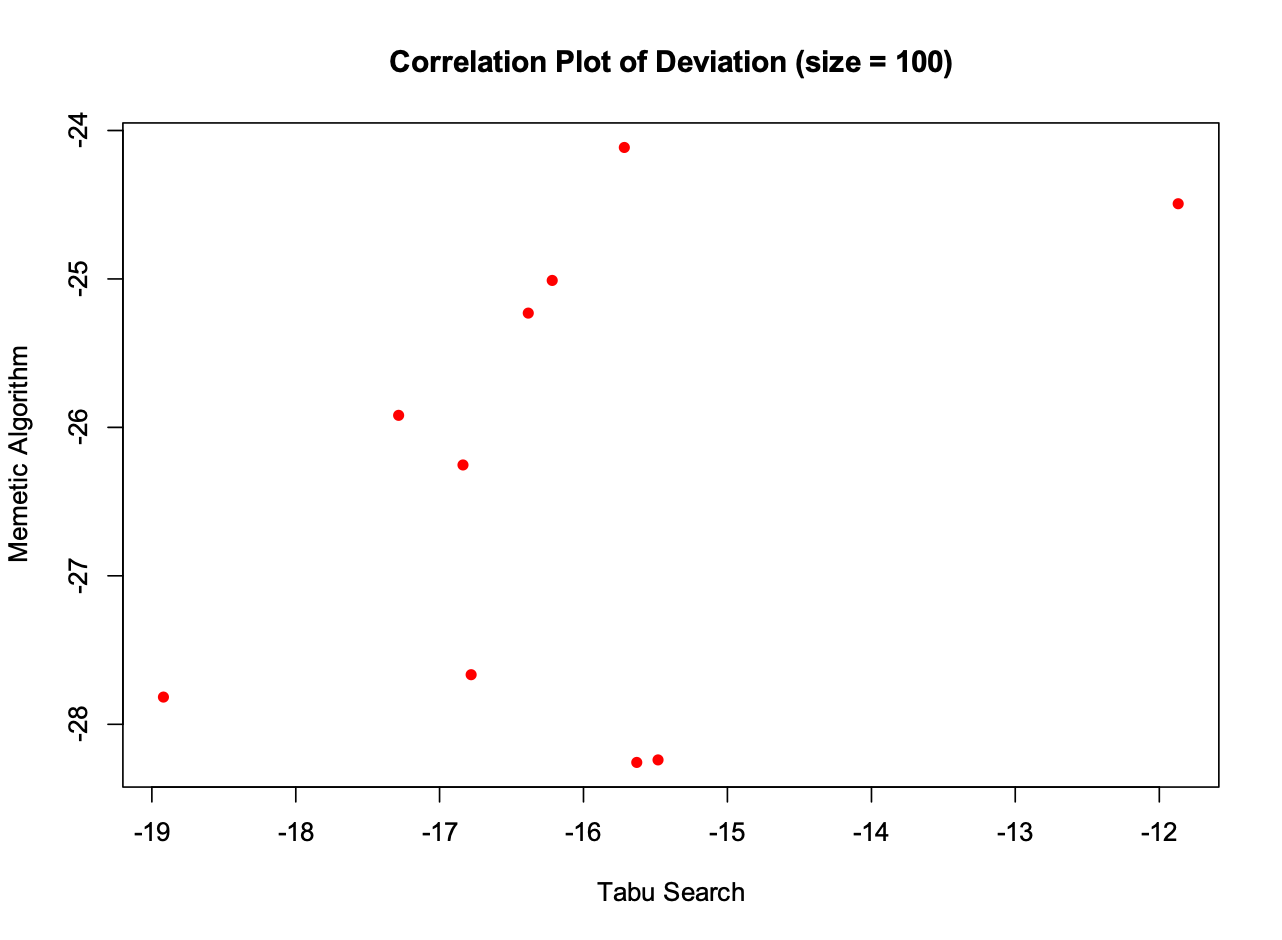 Correlation Plot of Deviation (size = 100)
-24
-25
-26
-27
-28
Memetic Algorithm
-19 -18 -17 -16 -15 -14 -13 -12
Tabu Search